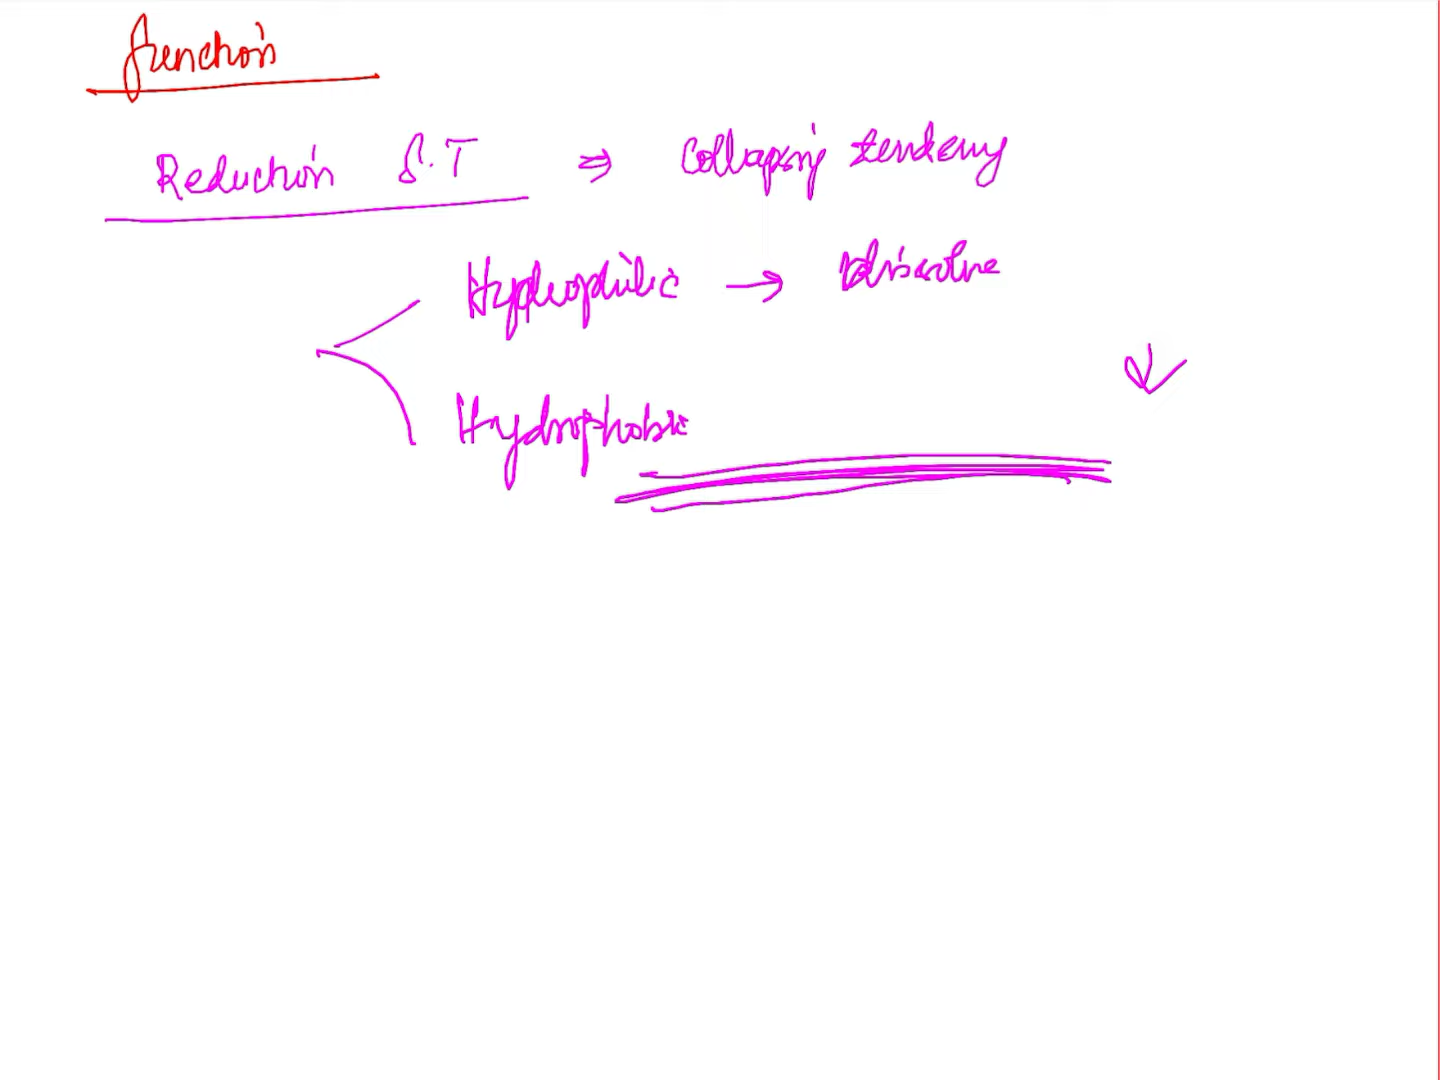 function
Reduction S.T ⇒ Collapsing tendency
Hydrophilic → dissolve
Hydrophobic